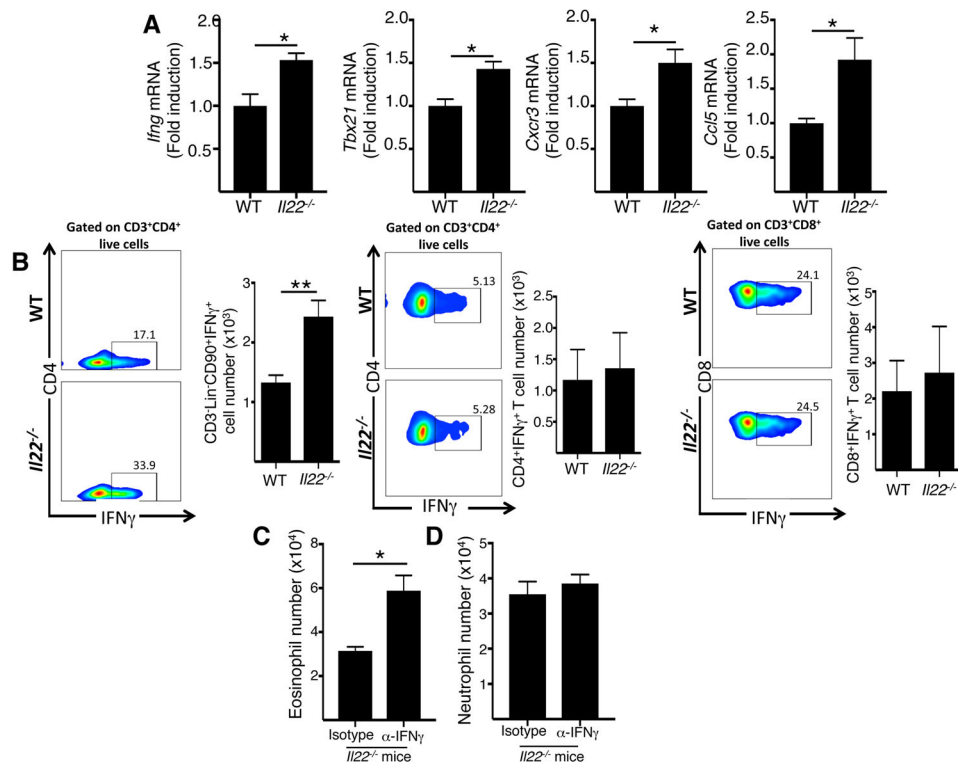 A
Ifng mRNA
(Fold induction)
2.0
1.5
1.0
0.5
*
WT
Il22-/-
Tbx21 mRNA
(Fold induction)
2.0
1.5
1.0
0.5
*
WT
Il22-/-
Cxcr3 mRNA
(Fold induction)
2.0
1.5
1.0
0.5
*
WT
Il22-/-
Ccl5 mRNA
(Fold induction)
2.5
2.0
1.5
1.0
0.5
*
WT
Il22-/-
B
Gated on CD3+CD4+
live cells
WT
17.1
CD4
Il22-/-
33.9
IFNγ
CD3-Lin-CD90+IFNγ+
cell number (x10³)
3
2
1
**
WT
Il22-/-
Gated on CD3+CD4+
live cells
WT
5.13
CD4
Il22-/-
5.28
IFNγ
CD4+IFNγ+ T cell number (x10³)
2.5
2.0
1.5
1.0
0.5
WT
Il22-/-
Gated on CD3+CD8+
live cells
WT
24.1
CD8
Il22-/-
24.5
IFNγ
CD8+IFNγ+ T cell number (x10³)
5
4
3
2
1
WT
Il22-/-
C
Eosinophil number (x10⁴)
8
6
4
2
*
Isotype
α-IFNγ
Il22-/- mice
D
Neutrophil number (x10⁴)
5
4
3
2
1
Isotype
α-IFNγ
Il22-/- mice